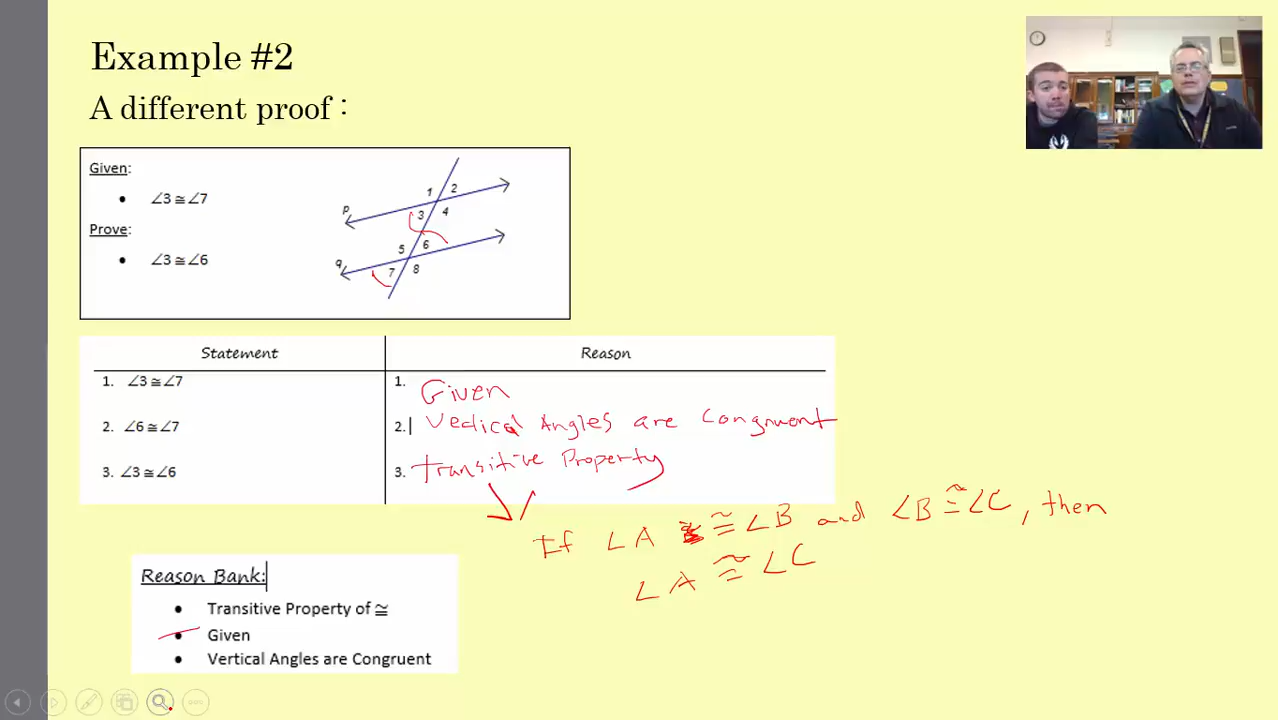 Example #2
A different proof :
Given:
• ∠3 ≅ ∠7
Prove:
• ∠3 ≅ ∠6
1 2
p 3 4
5 6
q 7 8
Statement Reason
1. ∠3 ≅ ∠7 1. Given
2. ∠6 ≅ ∠7 2. Vertical Angles are Congruent
3. ∠3 ≅ ∠6 3. Transitive Property
If ∠A ≅ ∠B and ∠B ≅ ∠C, then
∠A ≅ ∠C
Reason Bank:
• Transitive Property of ≅
• Given
• Vertical Angles are Congruent